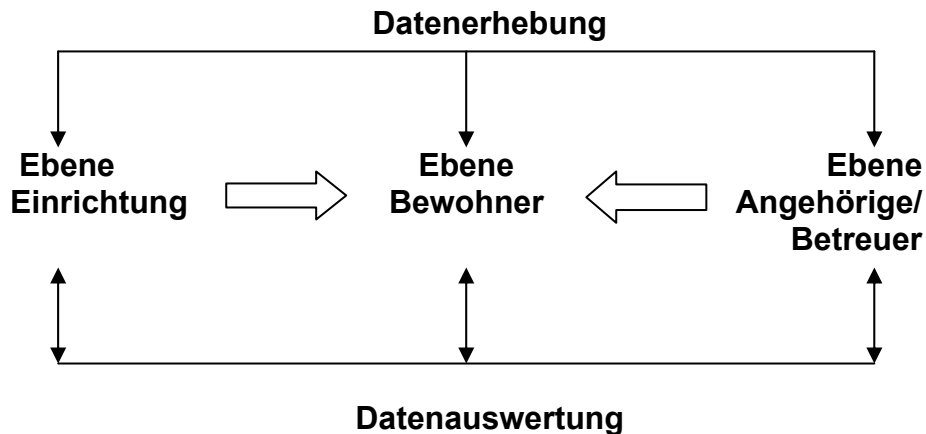 Datenerhebung
Ebene
Einrichtung
Ebene
Bewohner
Ebene
Angehörige/
Betreuer
Datenauswertung